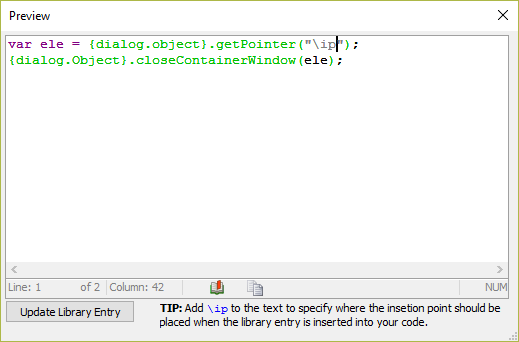 Preview
var ele = {dialog.object}.getPointer("\ip");
{dialog.Object}.closeContainerWindow(ele);
Line: 1 of 2 Column: 42 NUM
Update Library Entry
TIP: Add \ip to the text to specify where the insetion point should be
placed when the library entry is inserted into your code.